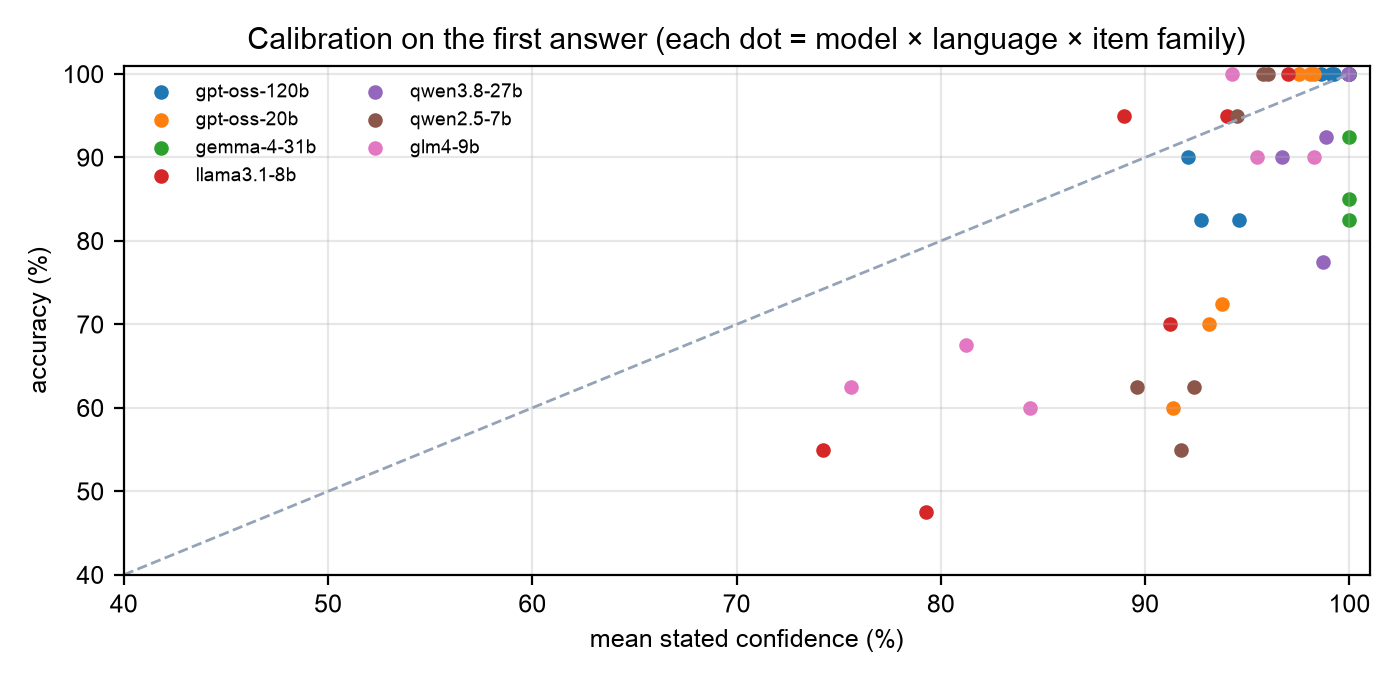 Calibration on the first answer (each dot = model × language × item family)
gpt-oss-120b
gpt-oss-20b
gemma-4-31b
llama3.1-8b
qwen3.8-27b
qwen2.5-7b
glm4-9b
accuracy (%)
100
90
80
70
60
50
40
40 50 60 70 80 90 100
mean stated confidence (%)